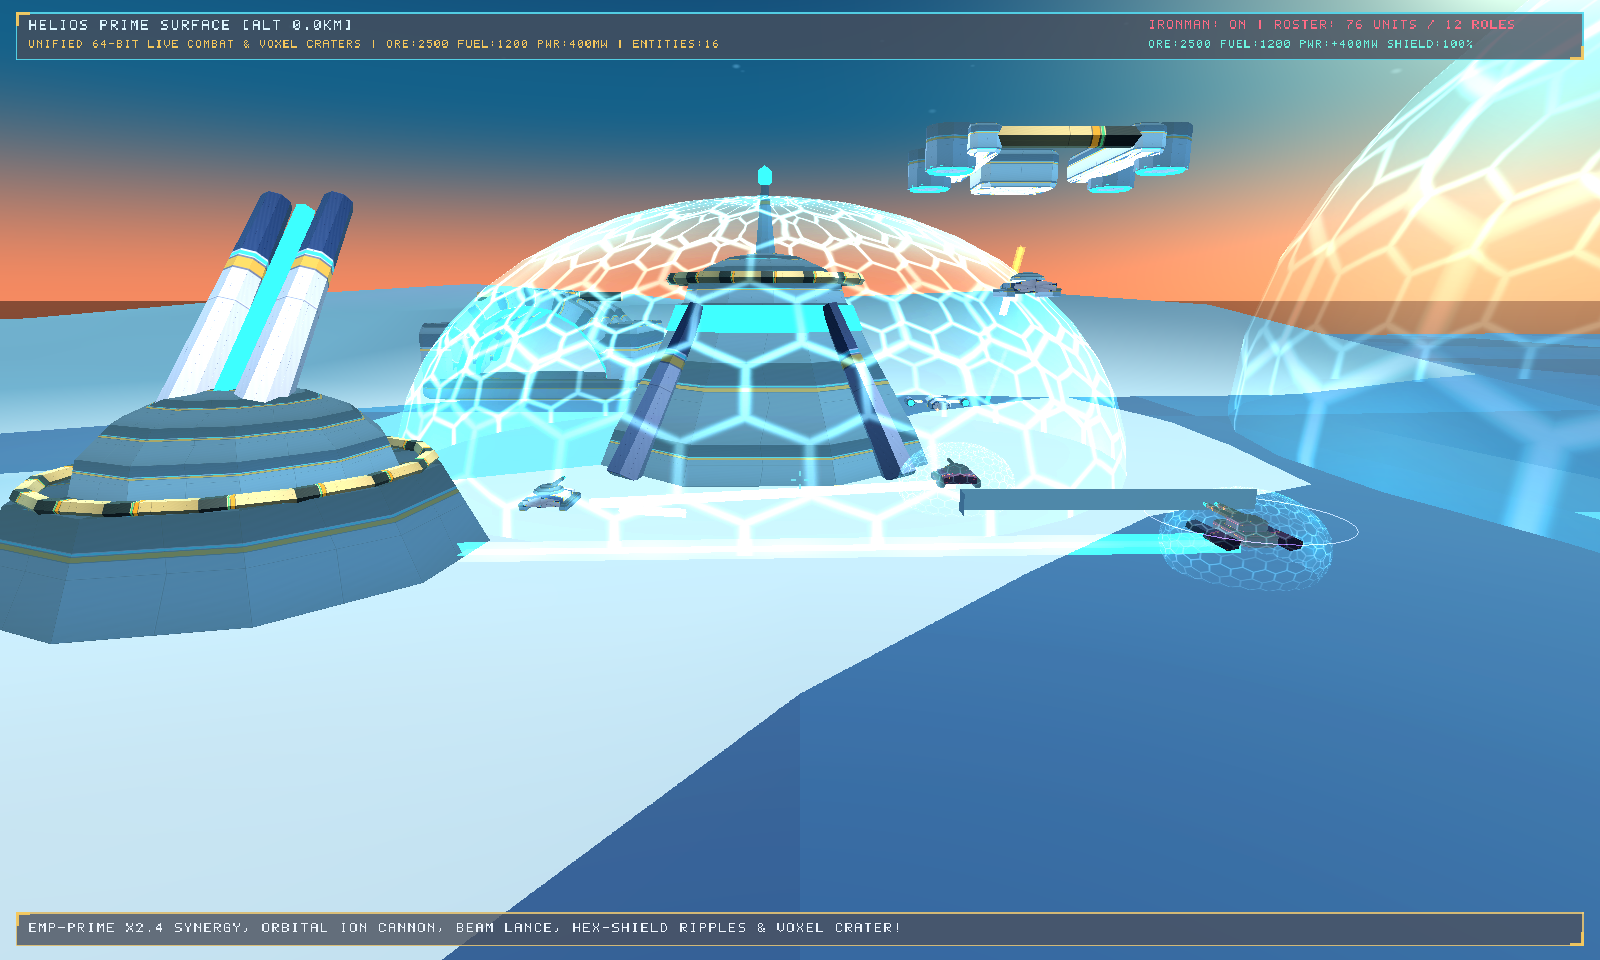 HELIOS PRIME SURFACE [ALT 0.0KM]
UNIFIED 64-BIT LIVE COMBAT & VOXEL CRATERS | ORE:2500 FUEL:1200 PWR:400MW | ENTITIES:16
IRONMAN: ON | ROSTER: 76 UNITS / 12 ROLES
ORE:2500 FUEL:1200 PWR:+400MW SHIELD:100%
EMP-PRIME X2.4 SYNERGY, ORBITAL ION CANNON, BEAM LANCE, HEX-SHIELD RIPPLES & VOXEL CRATER!